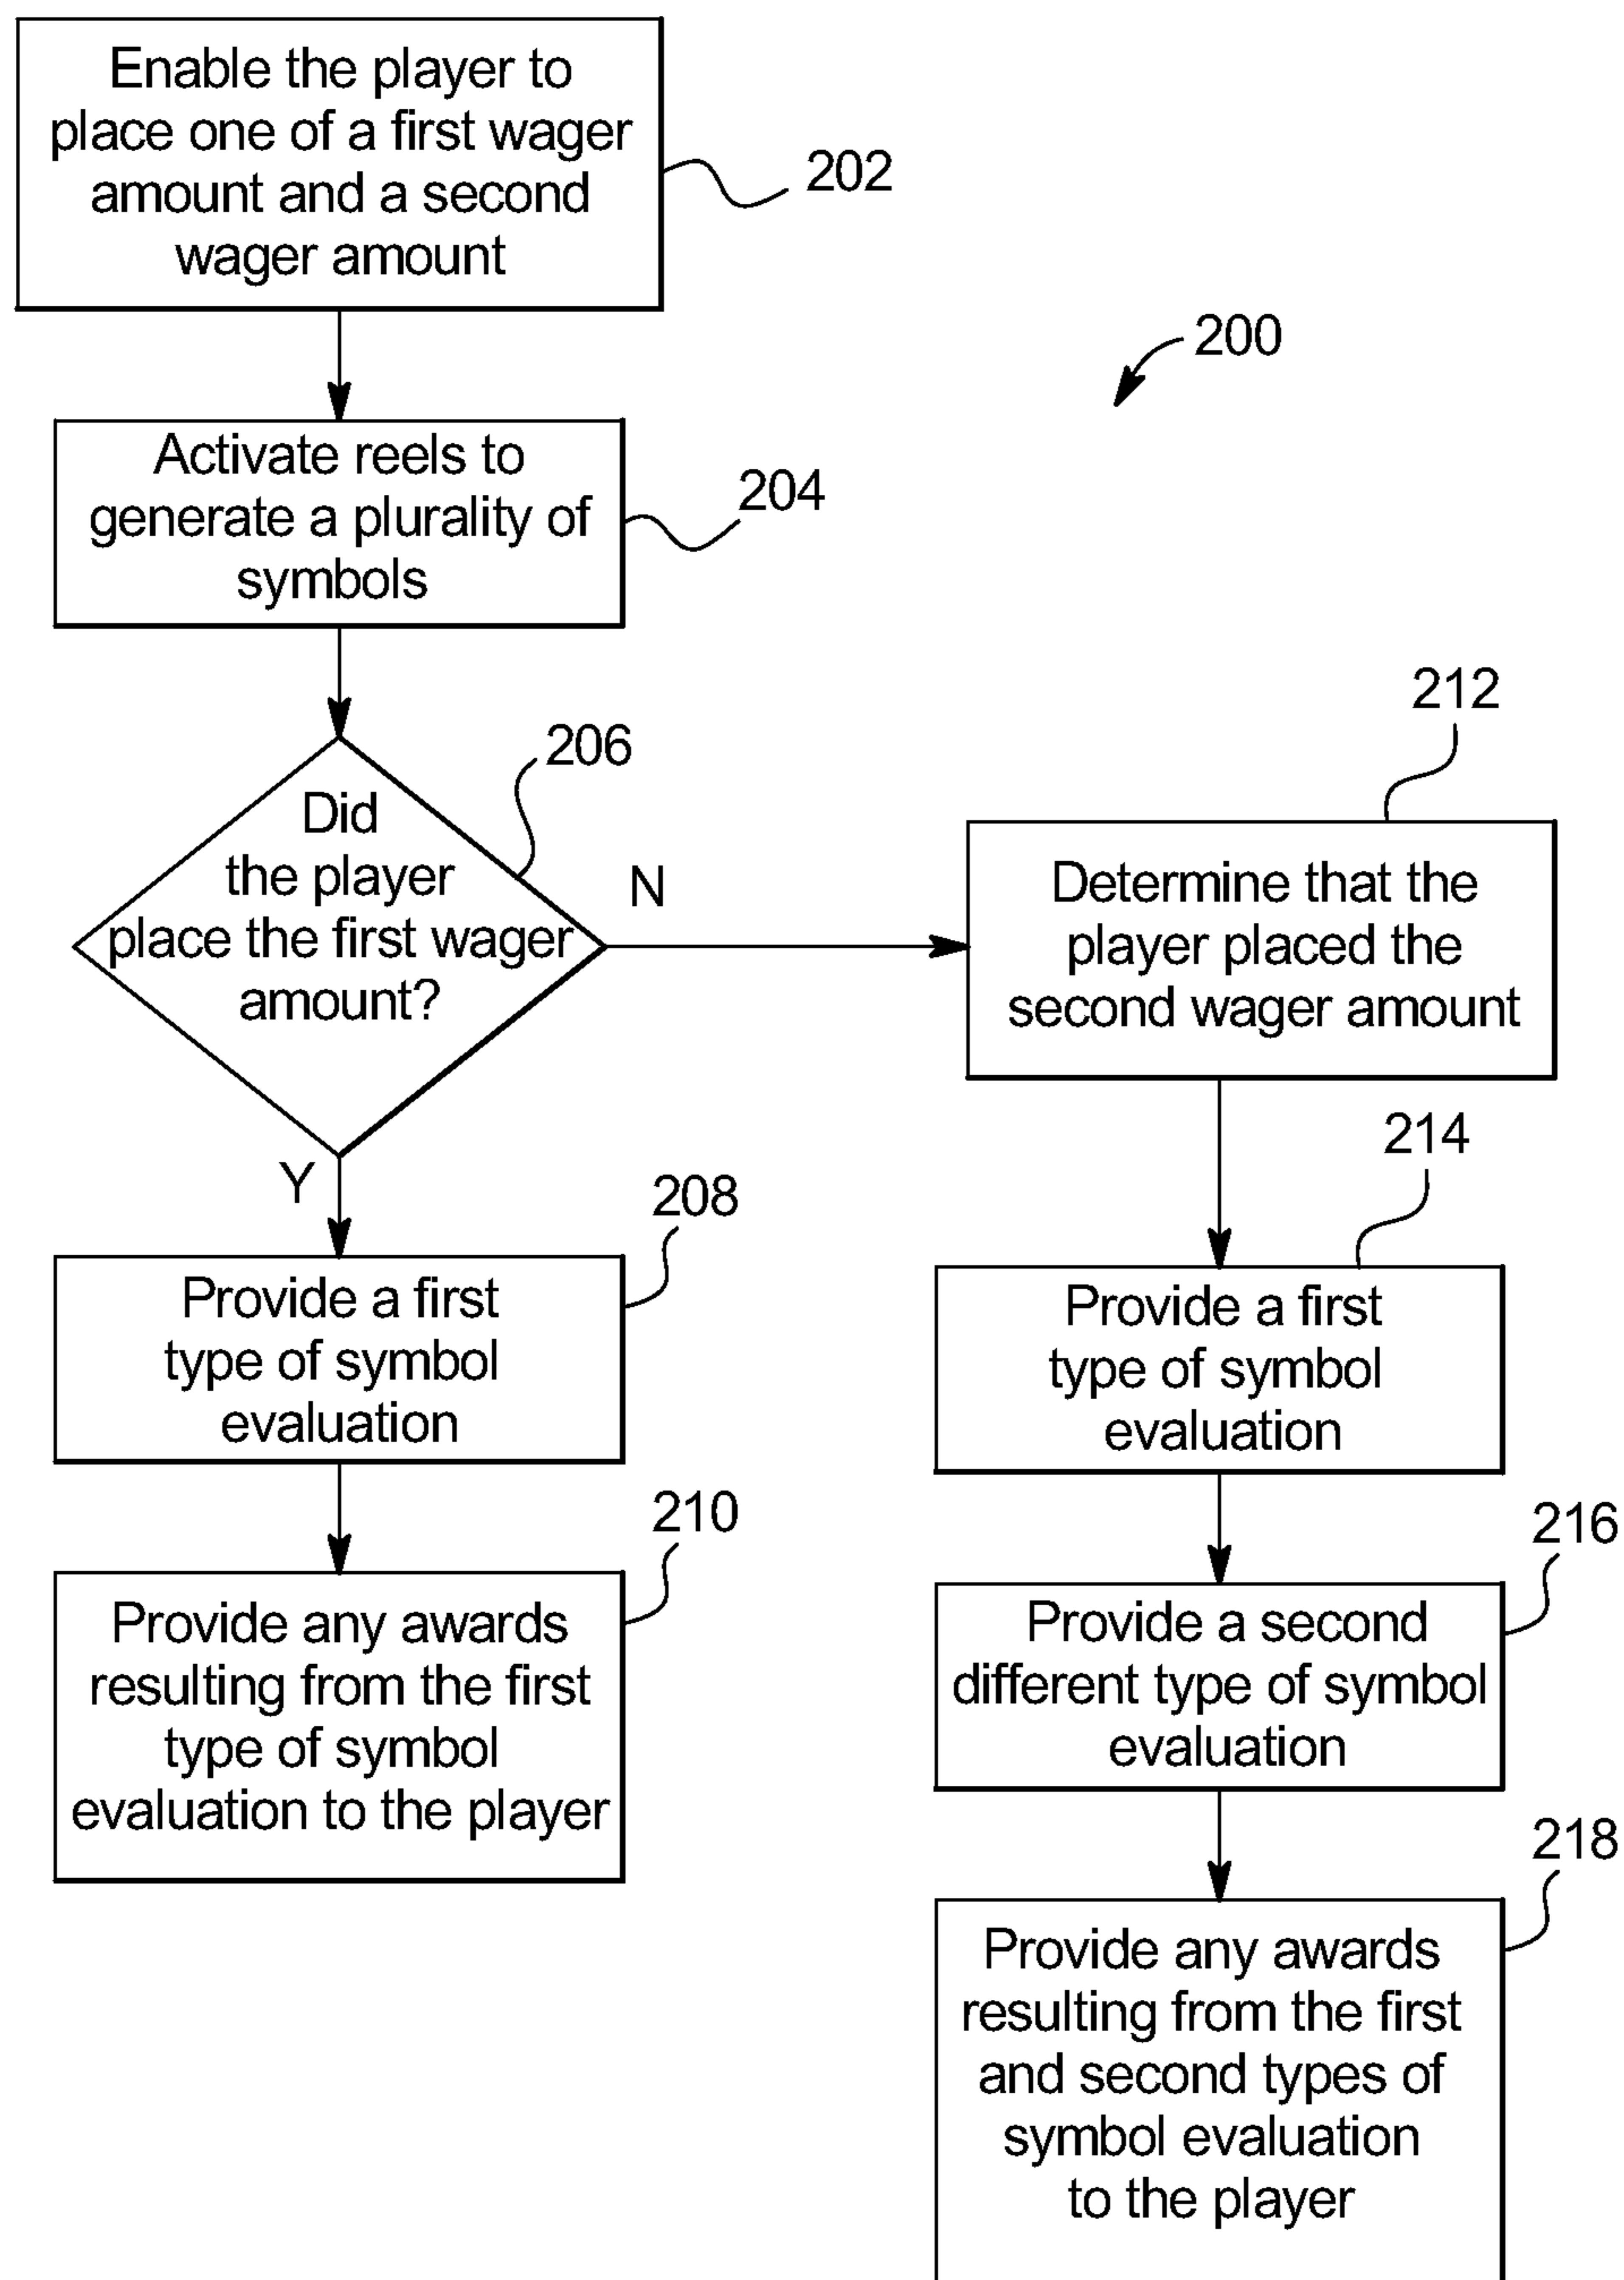 Enable the player to
place one of a first wager
amount and a second
wager amount
202
200
Activate reels to
generate a plurality of
symbols
204
206
Did
the player
place the first wager
amount?
N
Y
212
Determine that the
player placed the
second wager amount
208
Provide a first
type of symbol
evaluation
210
Provide any awards
resulting from the first
type of symbol
evaluation to the player
214
Provide a first
type of symbol
evaluation
216
Provide a second
different type of symbol
evaluation
218
Provide any awards
resulting from the first
and second types of
symbol evaluation
to the player